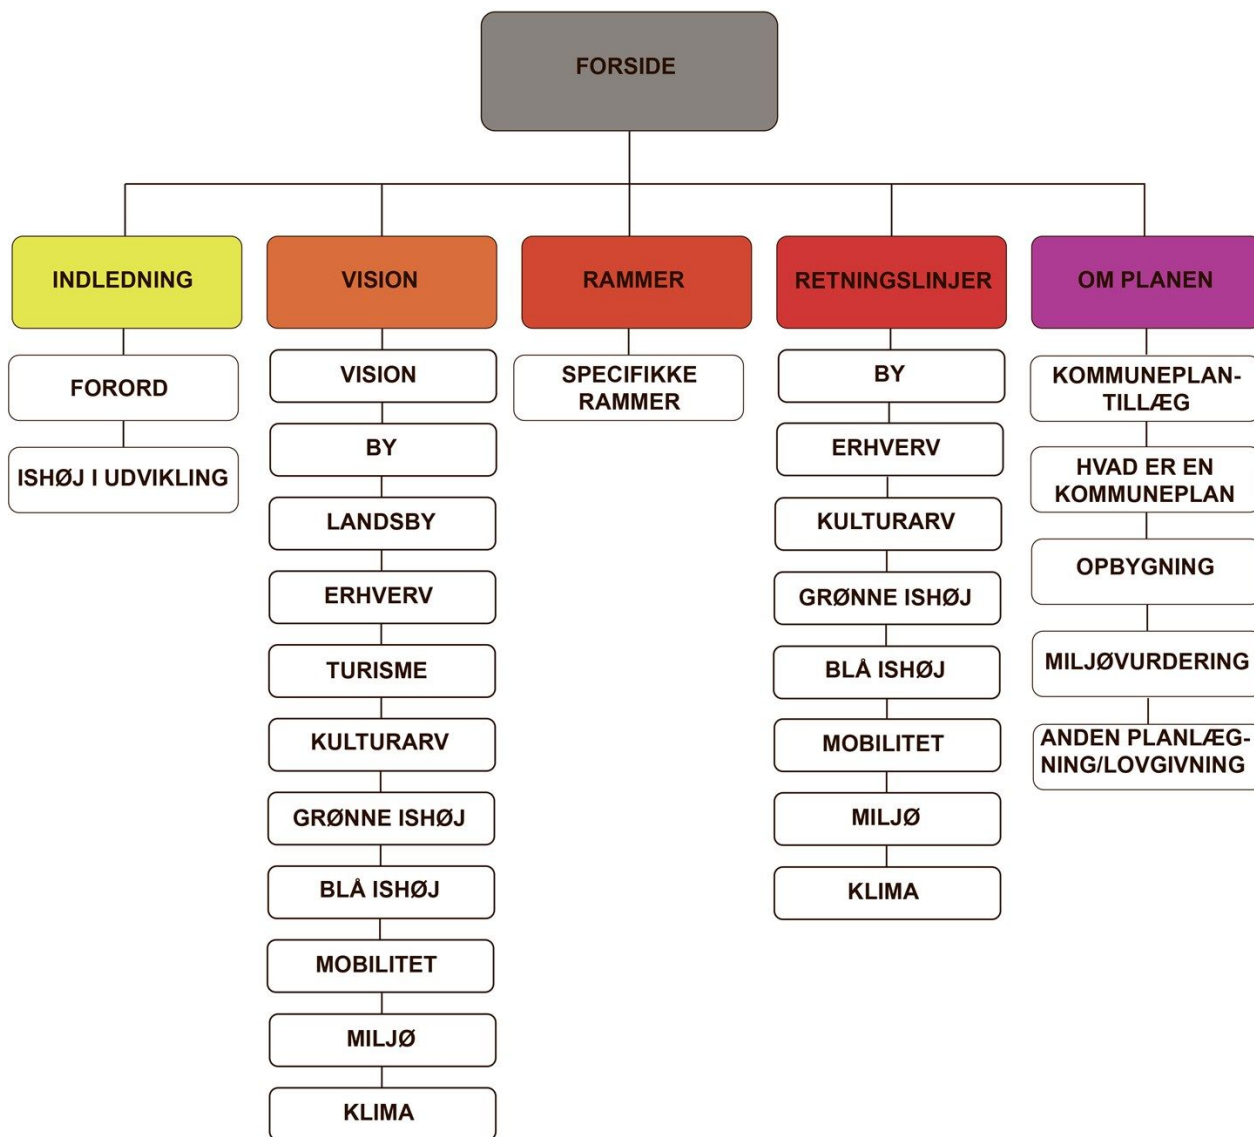 FORSIDE
INDLEDNING
FORORD
ISHØJ I UDVIKLING
VISION
VISION
BY
LANDSBY
ERHVERV
TURISME
KULTURARV
GRØNNE ISHØJ
BLÅ ISHØJ
MOBILITET
MILJØ
KLIMA
RAMMER
SPECIFIKKE
RAMMER
RETNINGSLINJER
BY
ERHVERV
KULTURARV
GRØNNE ISHØJ
BLÅ ISHØJ
MOBILITET
MILJØ
KLIMA
OM PLANEN
KOMMUNEPLAN-
TILLÆG
HVAD ER EN
KOMMUNEPLAN
OPBYGNING
MILJØVURDERING
ANDEN PLANLÆG-
NING/LOVGIVNING